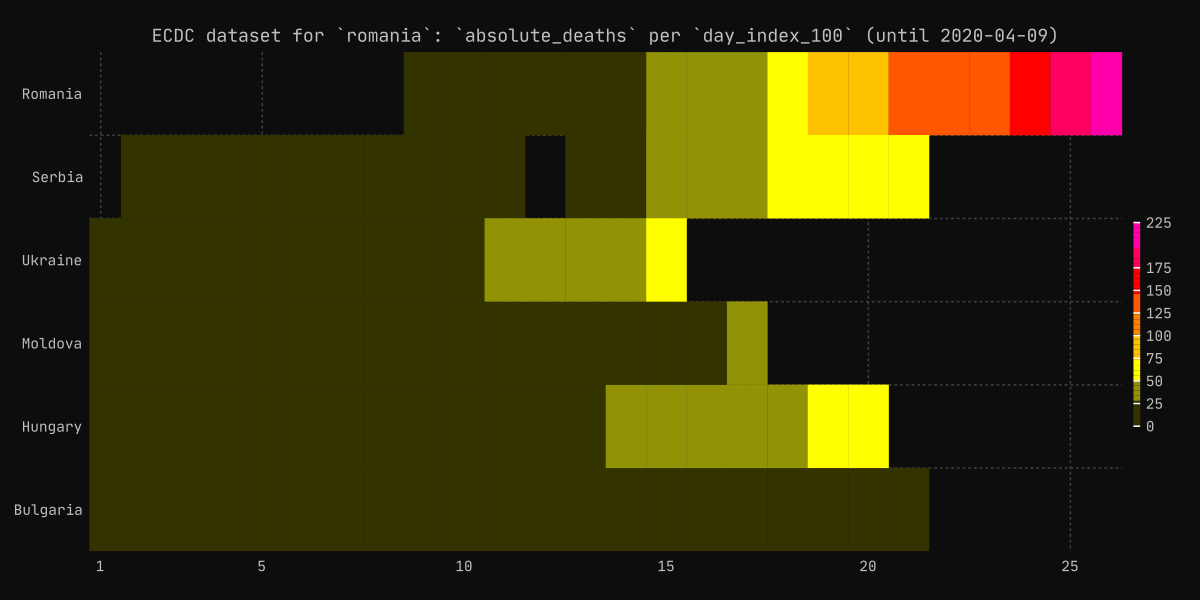 ECDC dataset for `romania`: `absolute_deaths` per `day_index_100` (until 2020-04-09)
Romania
Serbia
Ukraine
Moldova
Hungary
Bulgaria
1 5 10 15 20 25
225
175
150
125
100
75
50
25
0